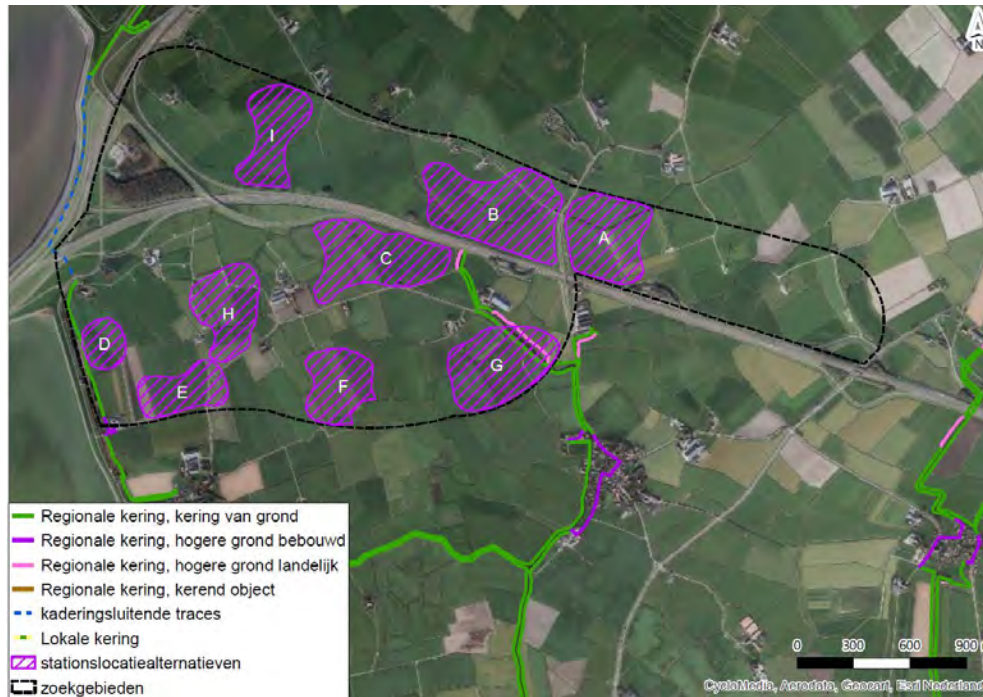 N
I
B
A
C
H
D
G
F
E
Regionale kering, kering van grond
Regionale kering, hogere grond bebouwd
Regionale kering, hogere grond landelijk
Regionale kering, kerend object
kaderingsluitende traces
Lokale kering
stationslocatiealternatieven
zoekgebieden
0 300 600 900
CycloMedia, Aerodata, Geocart, Esri Nederland